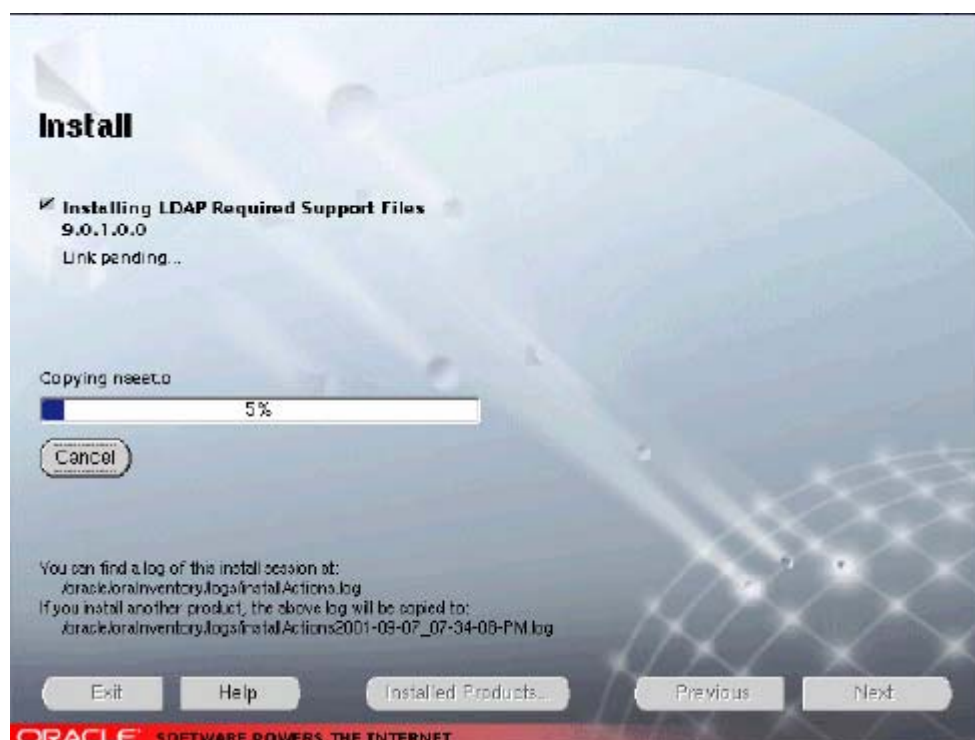 Install
Installing LDAP Required Support Files
9.0.1.0.0
Link pending...
Copying nseet.o
5%
Cancel
You can find a log of this install session at:
/oracle/oraInventory/logs/installActions.log
If you install another product, the above log will be copied to:
/oracle/oraInventory/logs/installActions2001-09-07_07-34-08-PM.log
Exit Help Installed Products... Previous Next
ORACLE SOFTWARE POWERS THE INTERNET